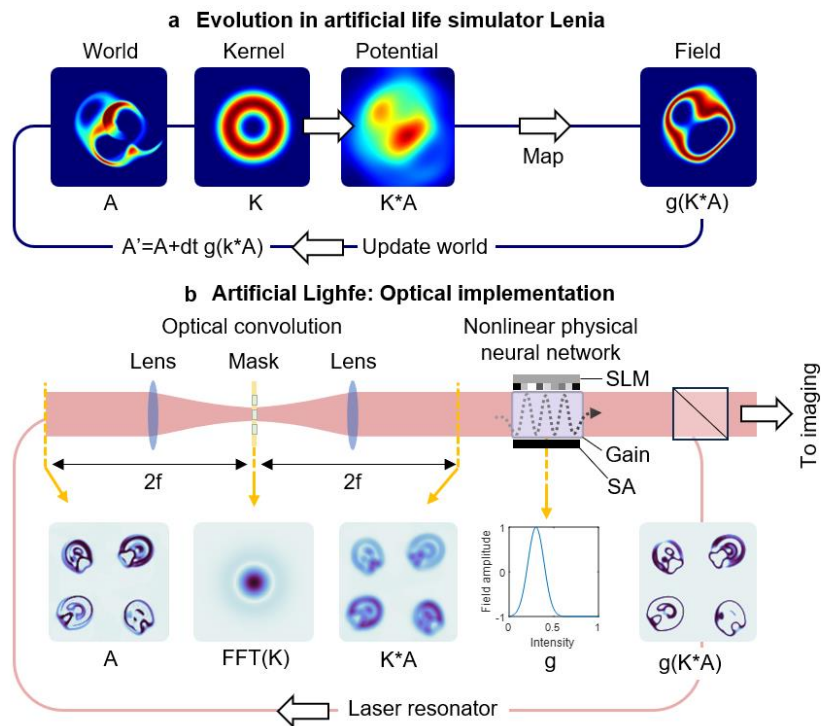 a Evolution in artificial life simulator Lenia
World
Kernel
Potential
Field
Map
A
K
K*A
g(K*A)
A'=A+dt g(k*A)
Update world
b Artificial Lighfe: Optical implementation
Optical convolution
Nonlinear physical
neural network
Lens
Mask
Lens
SLM
Gain
SA
To imaging
2f
2f
Field amplitude
1
0
-1
0
0.5
1
Intensity
A
FFT(K)
K*A
g
g(K*A)
Laser resonator